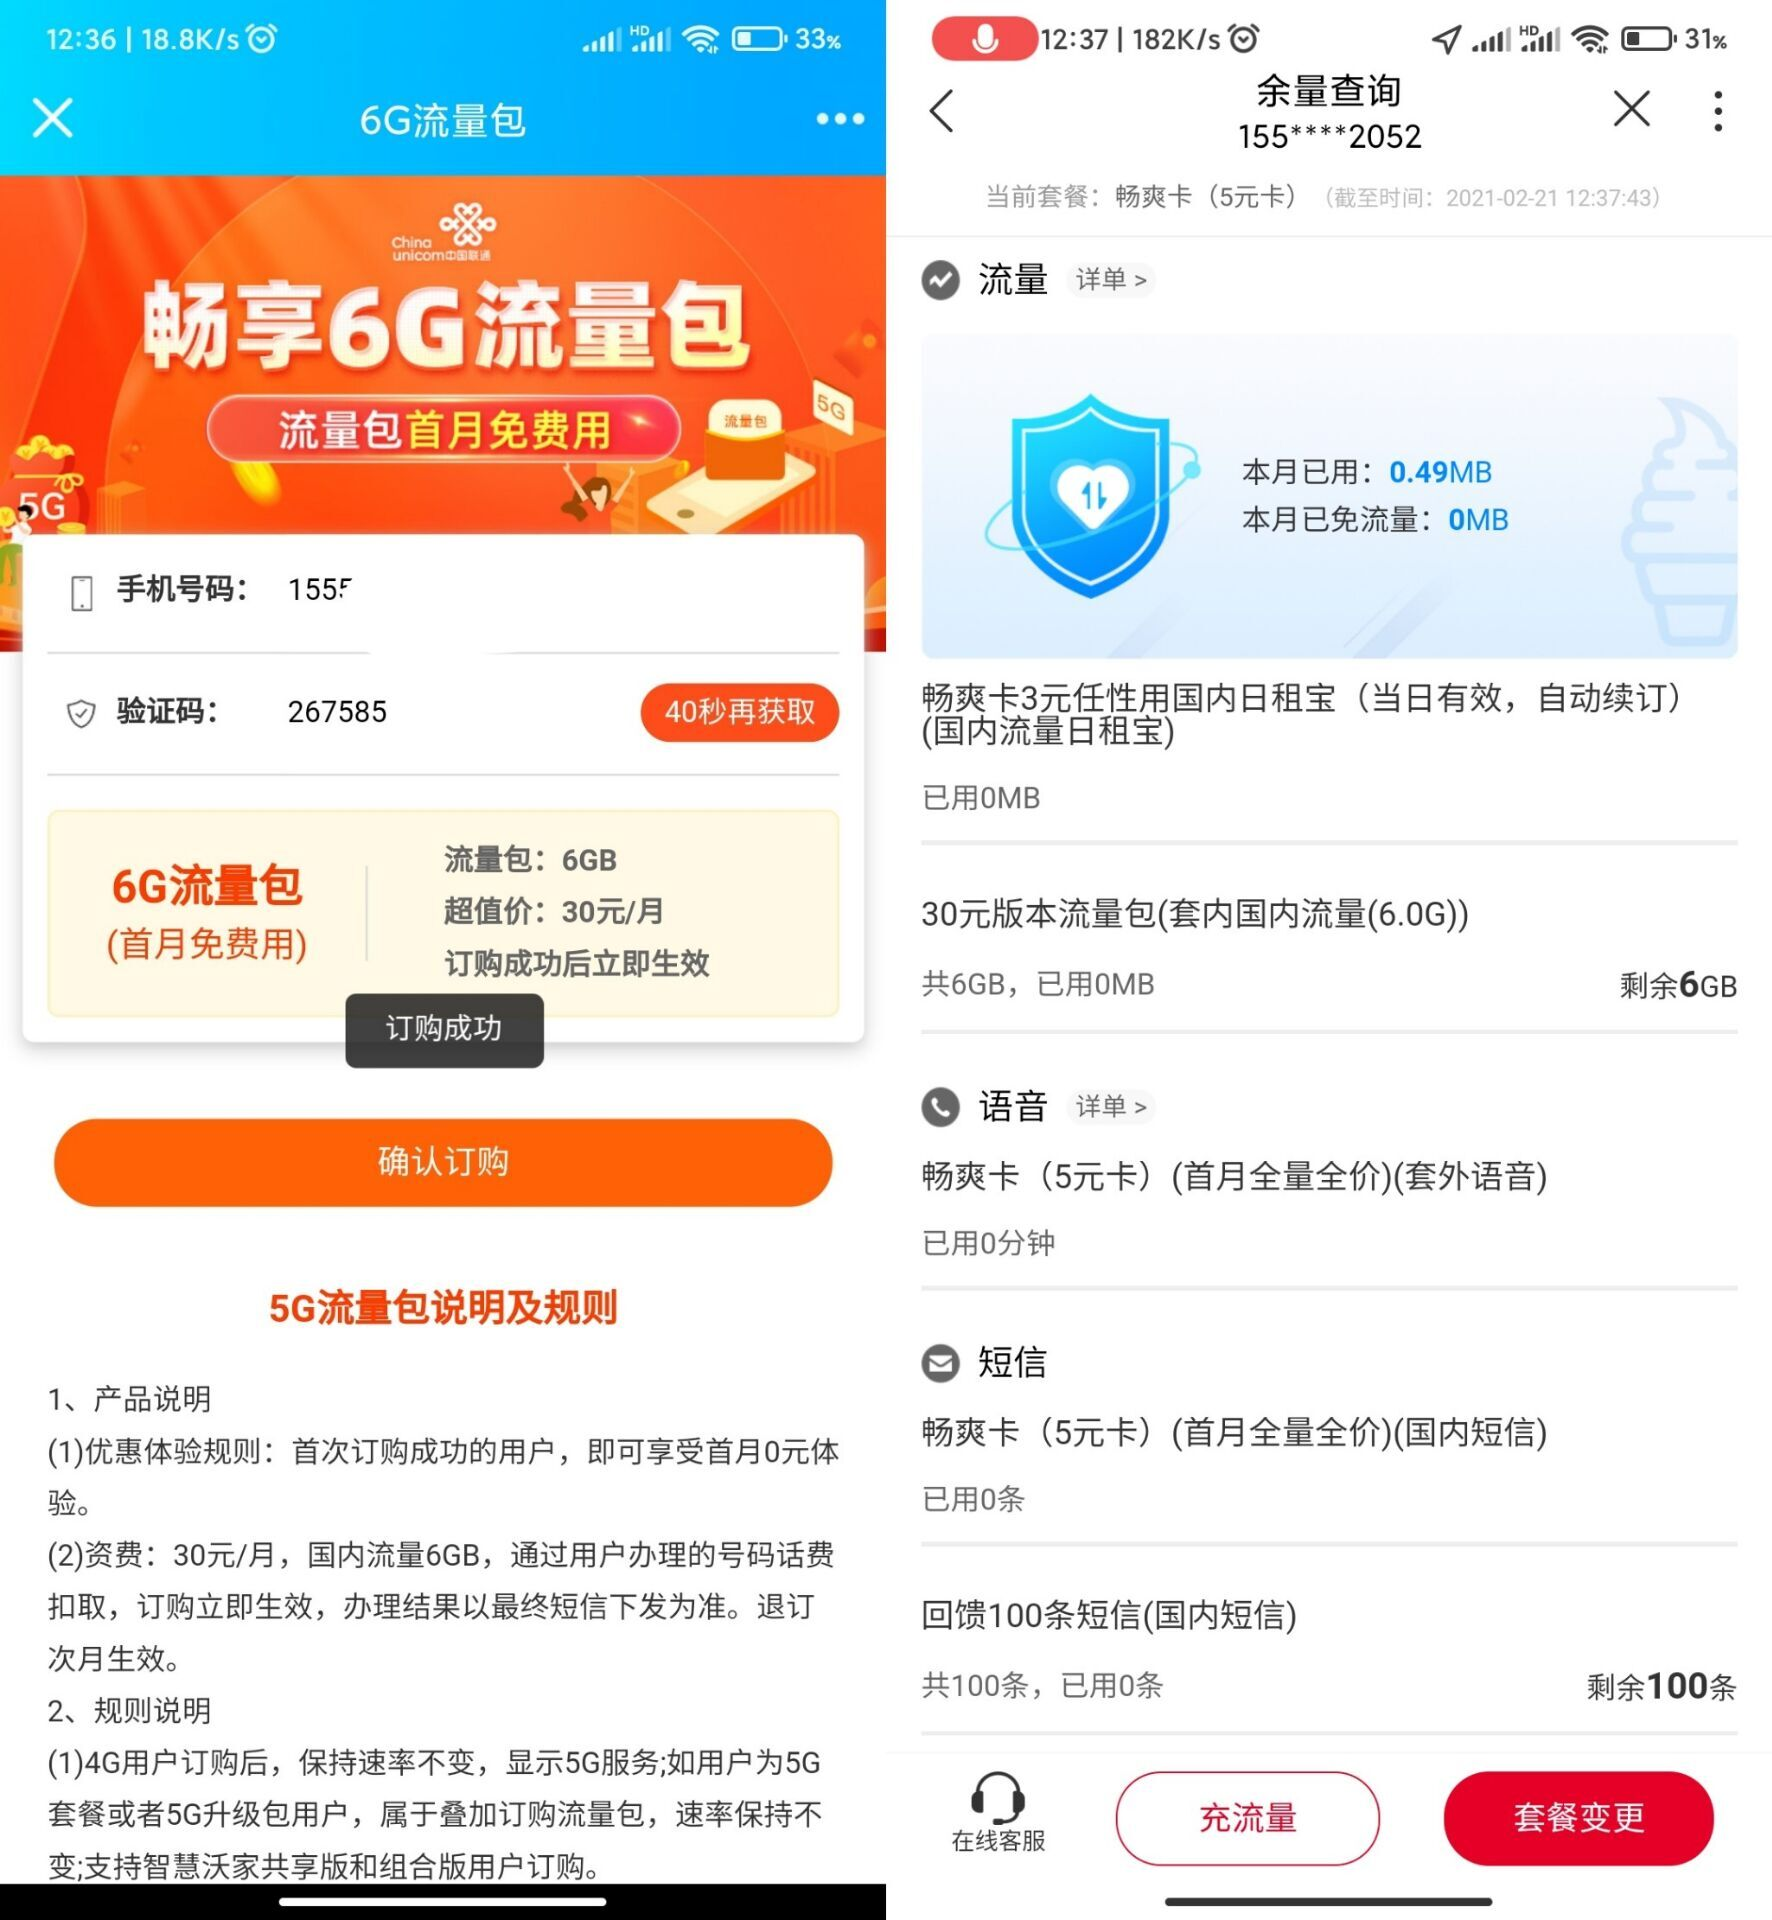 12:36 | 18.8K/s
HD
33%
6G流量包
China
unicom中国联通
畅享6G流量包
流量包首月免费用
流量包
5G
5G
手机号码：
1555
验证码：
267585
40秒再获取
6G流量包
(首月免费用)
流量包：6GB
超值价：30元/月
订购成功后立即生效
订购成功
确认订购
5G流量包说明及规则
1、产品说明
(1)优惠体验规则：首次订购成功的用户，即可享受首月0元体
验。
(2)资费：30元/月，国内流量6GB，通过用户办理的号码话费
扣取，订购立即生效，办理结果以最终短信下发为准。退订
次月生效。
2、规则说明
(1)4G用户订购后，保持速率不变，显示5G服务;如用户为5G
套餐或者5G升级包用户，属于叠加订购流量包，速率保持不
变;支持智慧沃家共享版和组合版用户订购。
12:37 | 182K/s
HD
31%
余量查询
155****2052
当前套餐：畅爽卡（5元卡）（截至时间：2021-02-21 12:37:43）
流量
详单 >
本月已用：0.49MB
本月已免流量：0MB
畅爽卡3元任性用国内日租宝（当日有效，自动续订）
(国内流量日租宝)
已用0MB
30元版本流量包(套内国内流量(6.0G))
共6GB，已用0MB
剩余6GB
语音
详单 >
畅爽卡（5元卡）(首月全量全价)(套外语音)
已用0分钟
短信
畅爽卡（5元卡）(首月全量全价)(国内短信)
已用0条
回馈100条短信(国内短信)
共100条，已用0条
剩余100条
在线客服
充流量
套餐变更